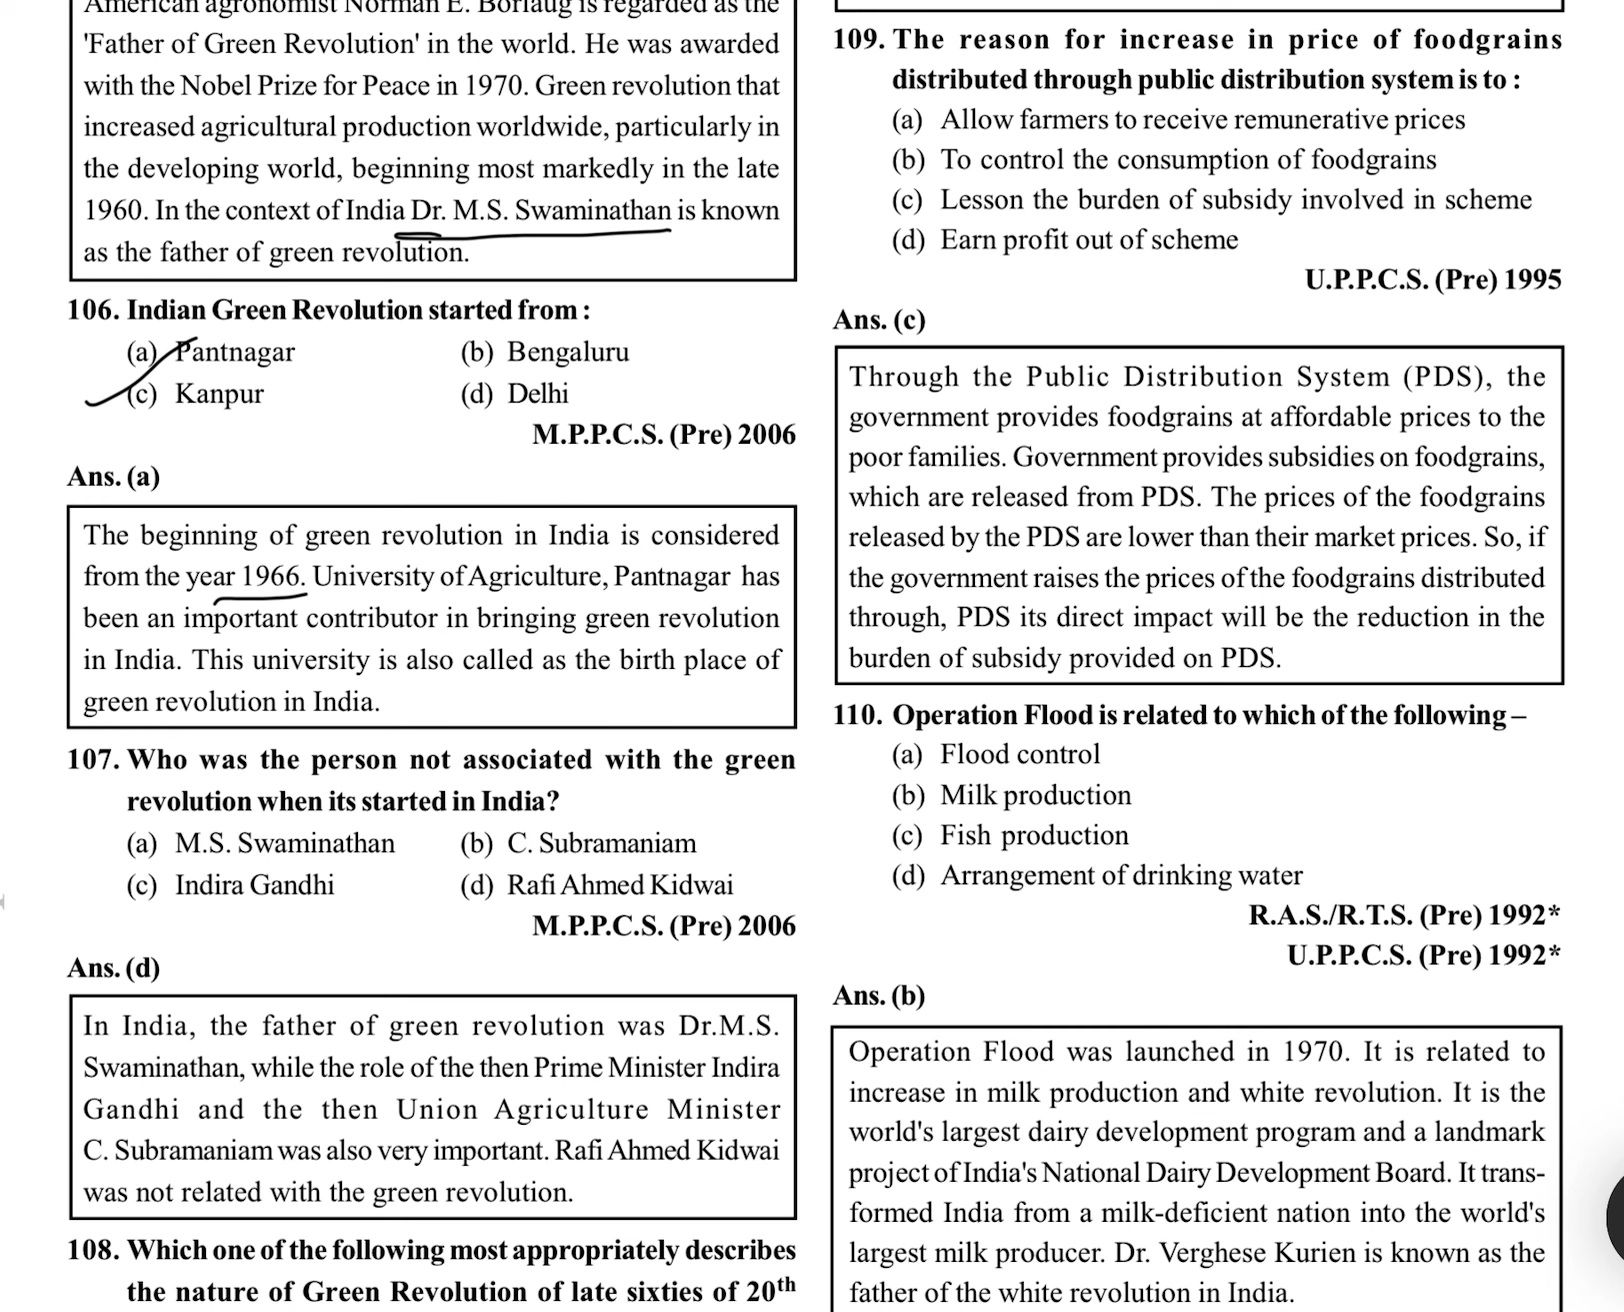 American agronomist Norman E. Borlaug is regarded as the
'Father of Green Revolution' in the world. He was awarded
with the Nobel Prize for Peace in 1970. Green revolution that
increased agricultural production worldwide, particularly in
the developing world, beginning most markedly in the late
1960. In the context of India Dr. M.S. Swaminathan is known
as the father of green revolution.
106. Indian Green Revolution started from :
(a) Pantnagar (b) Bengaluru
(c) Kanpur (d) Delhi
M.P.P.C.S. (Pre) 2006
Ans. (a)
The beginning of green revolution in India is considered
from the year 1966. University of Agriculture, Pantnagar has
been an important contributor in bringing green revolution
in India. This university is also called as the birth place of
green revolution in India.
107. Who was the person not associated with the green
revolution when its started in India?
(a) M.S. Swaminathan (b) C. Subramaniam
(c) Indira Gandhi (d) Rafi Ahmed Kidwai
M.P.P.C.S. (Pre) 2006
Ans. (d)
In India, the father of green revolution was Dr.M.S.
Swaminathan, while the role of the then Prime Minister Indira
Gandhi and the then Union Agriculture Minister
C. Subramaniam was also very important. Rafi Ahmed Kidwai
was not related with the green revolution.
108. Which one of the following most appropriately describes
the nature of Green Revolution of late sixties of 20th
109. The reason for increase in price of foodgrains
distributed through public distribution system is to :
(a) Allow farmers to receive remunerative prices
(b) To control the consumption of foodgrains
(c) Lesson the burden of subsidy involved in scheme
(d) Earn profit out of scheme
U.P.P.C.S. (Pre) 1995
Ans. (c)
Through the Public Distribution System (PDS), the
government provides foodgrains at affordable prices to the
poor families. Government provides subsidies on foodgrains,
which are released from PDS. The prices of the foodgrains
released by the PDS are lower than their market prices. So, if
the government raises the prices of the foodgrains distributed
through, PDS its direct impact will be the reduction in the
burden of subsidy provided on PDS.
110. Operation Flood is related to which of the following –
(a) Flood control
(b) Milk production
(c) Fish production
(d) Arrangement of drinking water
R.A.S./R.T.S. (Pre) 1992*
U.P.P.C.S. (Pre) 1992*
Ans. (b)
Operation Flood was launched in 1970. It is related to
increase in milk production and white revolution. It is the
world's largest dairy development program and a landmark
project of India's National Dairy Development Board. It trans-
formed India from a milk-deficient nation into the world's
largest milk producer. Dr. Verghese Kurien is known as the
father of the white revolution in India.